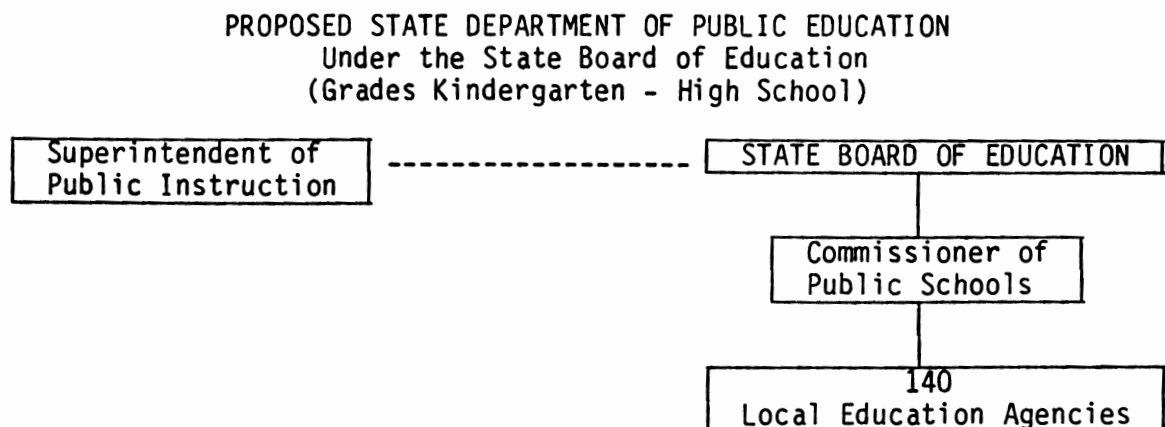 PROPOSED STATE DEPARTMENT OF PUBLIC EDUCATION
Under the State Board of Education
(Grades Kindergarten - High School)
Superintendent of
Public Instruction
STATE BOARD OF EDUCATION
Commissioner of
Public Schools
140
Local Education Agencies